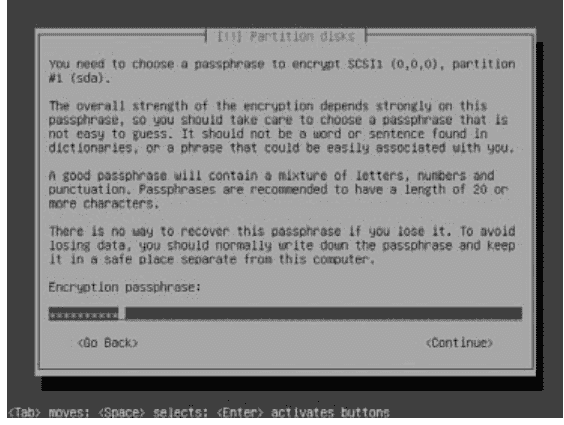 [!!] Partition disks
You need to choose a passphrase to encrypt SCSI1 (0,0,0), partition
#1 (sda).
The overall strength of the encryption depends strongly on this
passphrase, so you should take care to choose a passphrase that is
not easy to guess. It should not be a word or sentence found in
dictionaries, or a phrase that could be easily associated with you.
A good passphrase will contain a mixture of letters, numbers and
punctuation. Passphrases are recommended to have a length of 20 or
more characters.
There is no way to recover this passphrase if you lose it. To avoid
losing data, you should normally write down the passphrase and keep
it in a safe place separate from this computer.
Encryption passphrase:
**********
<Go Back> <Continue>
<Tab> moves; <Space> selects; <Enter> activates buttons